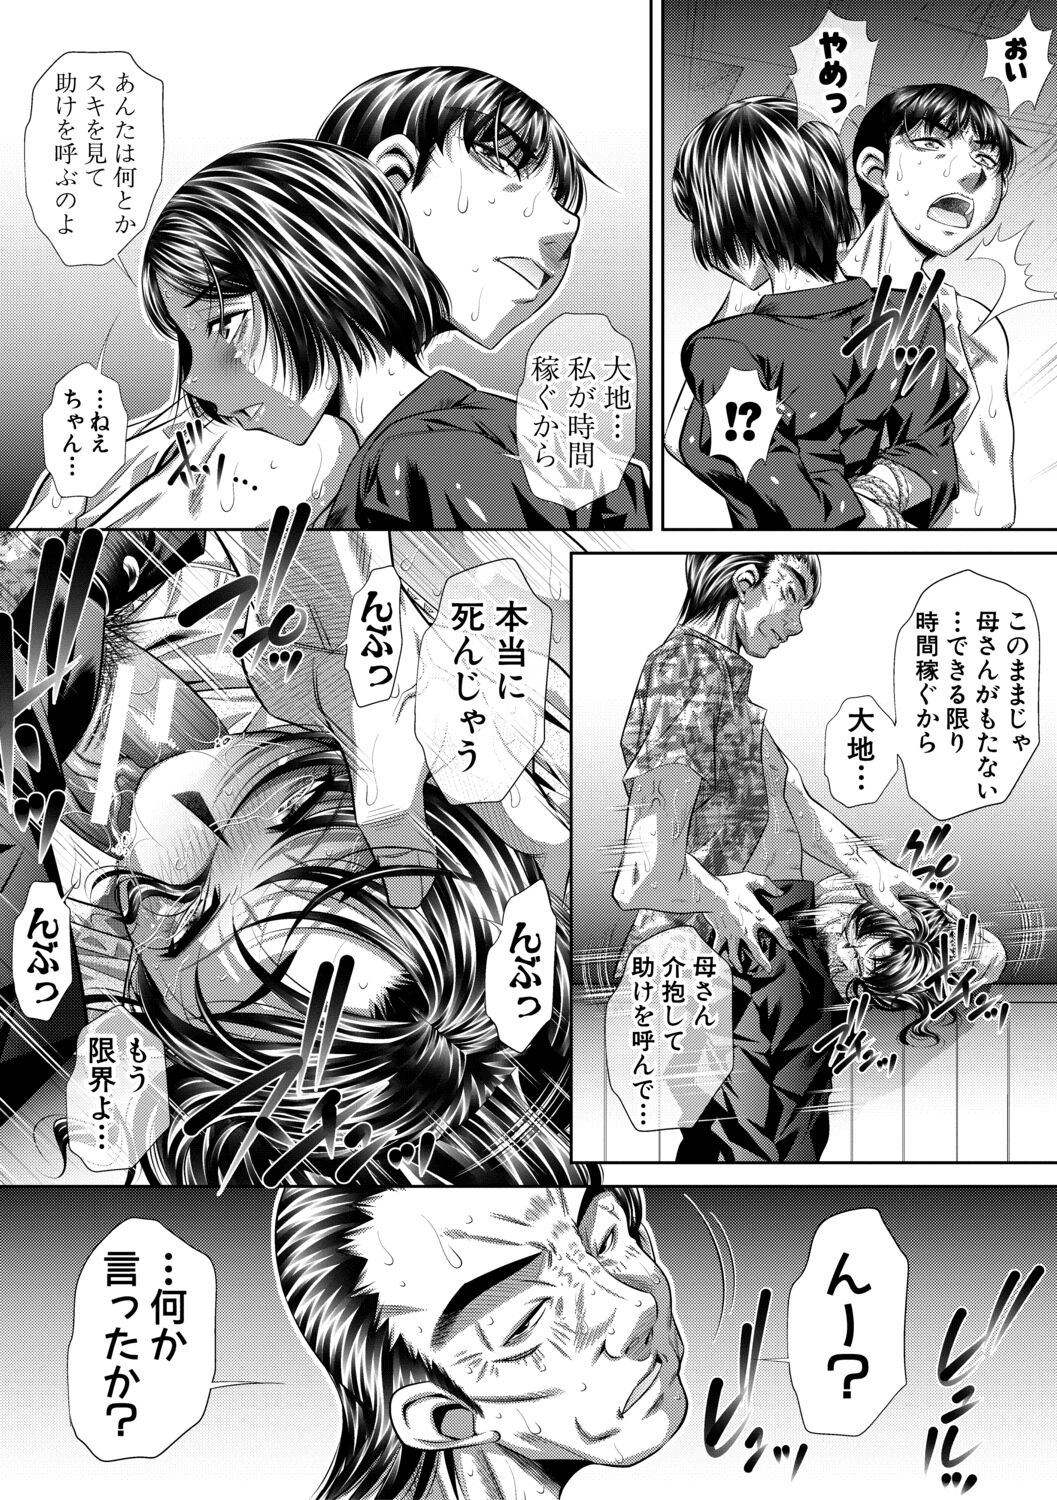 おい
やめっ
!?
大地…
私が時間
稼ぐから
あんたは何とか
スキを見て
助けを呼ぶのよ
…ねえ
ちゃん…
このままじゃ
母さんがもたない
…できる限り
時間稼ぐから
大地…
母さん
介抱して
助けを呼んで…
本当に
死んじゃう
んぶっ
んぶっ
んぶっ
もう
限界よ…
んー?
…何か
言ったか?